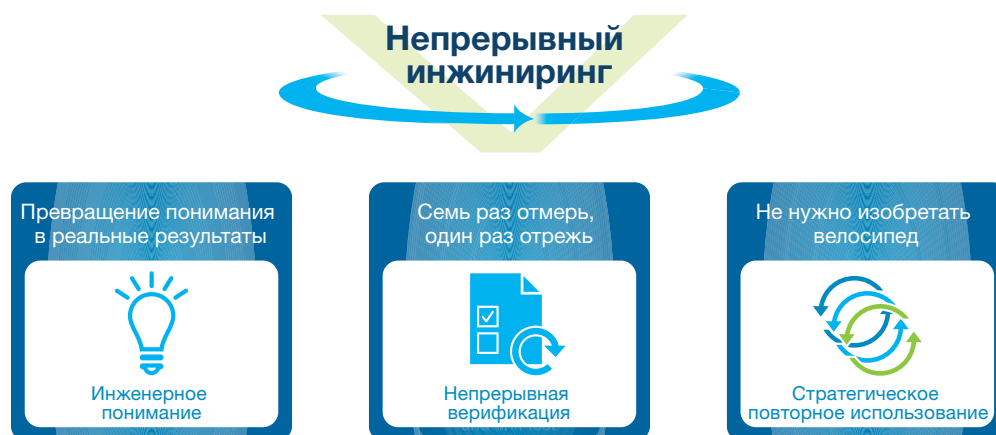 Непрерывный
инжиниринг
Превращение понимания
в реальные результаты
Инженерное
понимание
Семь раз отмерь,
один раз отрежь
Непрерывная
верификация
Не нужно изобретать
велосипед
Стратегическое
повторное использование